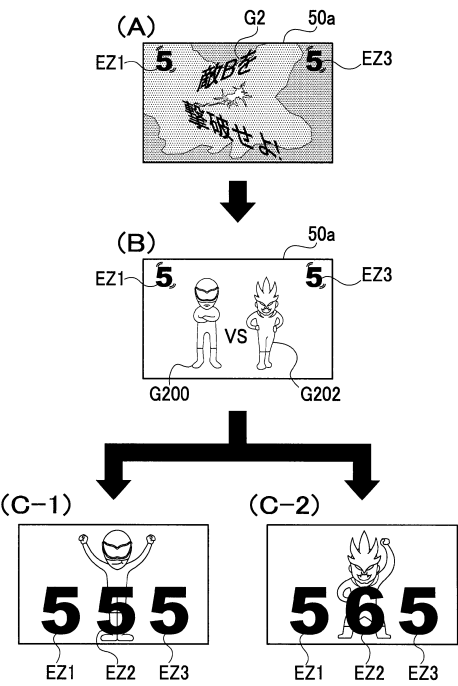 (A)
G2
50a
EZ1
5
5
EZ3
敵Bを
撃破せよ!
(B)
50a
EZ1
5
5
EZ3
VS
G200
G202
(C-1)
(C-2)
5 5 5
5 6 5
EZ1 EZ2 EZ3
EZ1 EZ2 EZ3